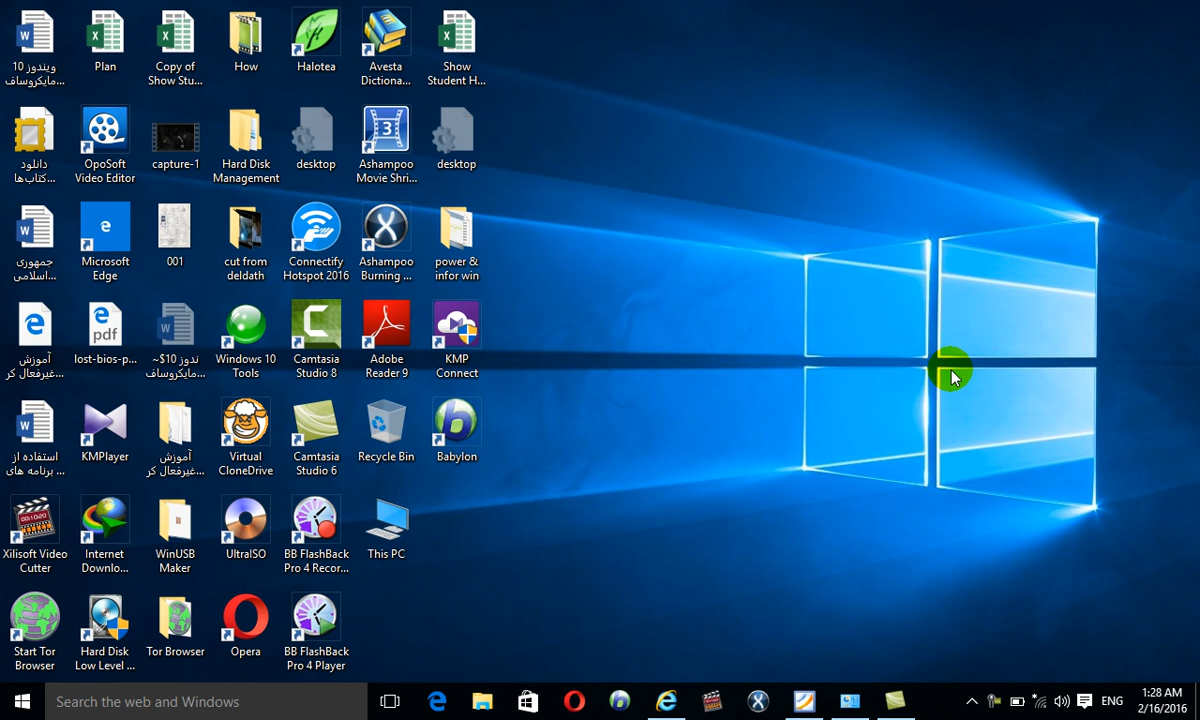 ویندوز 10
مایکروساف...
Plan
Copy of
Show Stu...
How
Halotea
Avesta
Dictiona...
Show
Student H...
دانلود
کتاب‌ها...
OpoSoft
Video Editor
capture-1
Hard Disk
Management
desktop
3
Ashampoo
Movie Shri...
desktop
جمهوری
اسلامی...
Microsoft
Edge
001
cut from
deldath
Connectify
Hotspot 2016
Ashampoo
Burning ...
power &
infor win
آموزش
غیرفعال کر...
pdf
lost-bios-p...
~$ندوز 10
مایکروساف...
Windows 10
Tools
Camtasia
Studio 8
Adobe
Reader 9
KMP
Connect
استفاده از
برنامه های ...
KMPlayer
آموزش
غیرفعال کر...
Virtual
CloneDrive
Camtasia
Studio 6
Recycle Bin
Babylon
Xilisoft Video
Cutter
Internet
Downlo...
WinUSB
Maker
UltraISO
BB FlashBack
Pro 4 Recor...
This PC
Start Tor
Browser
Hard Disk
Low Level ...
Tor Browser
Opera
BB FlashBack
Pro 4 Player
Search the web and Windows
ENG
1:28 AM
2/16/2016